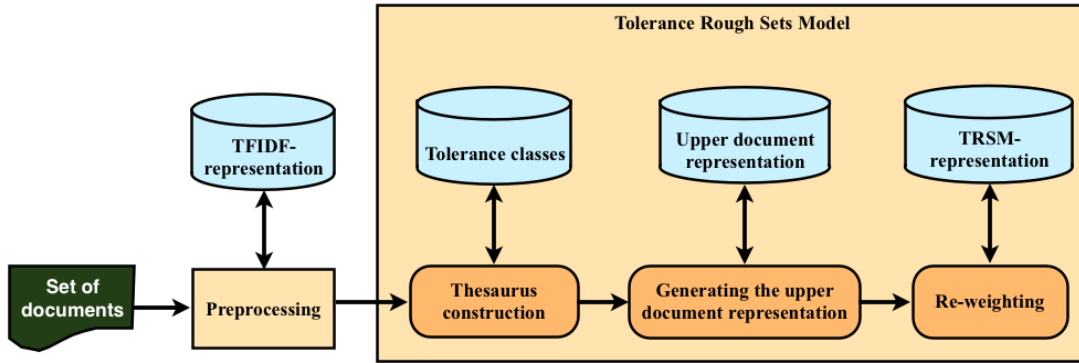 Tolerance Rough Sets Model
TFIDF-
representation
Tolerance classes
Upper document
representation
TRSM-
representation
Set of
documents
Preprocessing
Thesaurus
construction
Generating the upper
document representation
Re-weighting